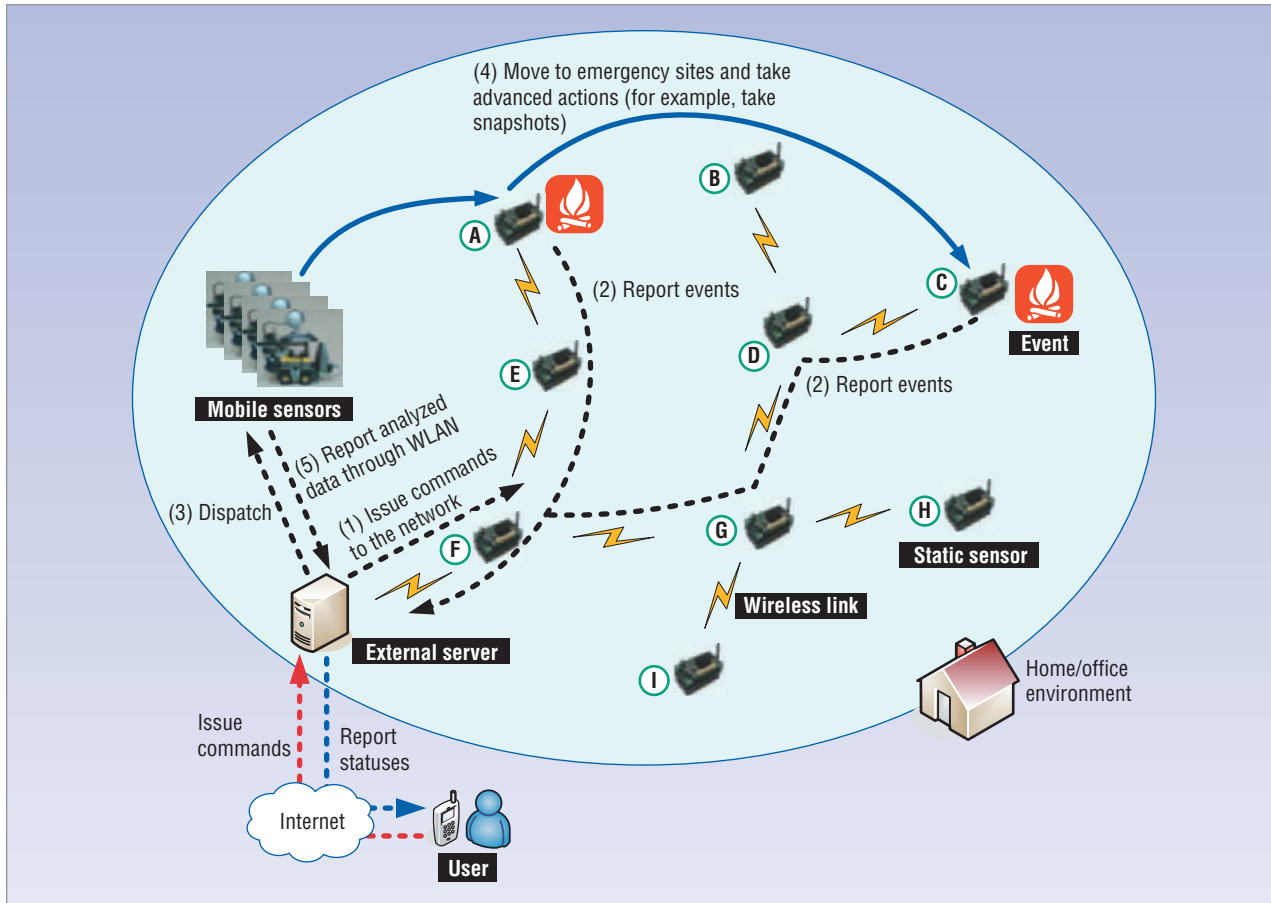 (4) Move to emergency sites and take
advanced actions (for example, take
snapshots)
B
A
C
(2) Report events
Event
D
E
(2) Report events
Mobile sensors
(5) Report analyzed
data through WLAN
(1) Issue commands
to the network
(3) Dispatch
F
G
H
Static sensor
Wireless link
External server
I
Home/office
environment
Issue
commands
Report
statuses
Internet
User